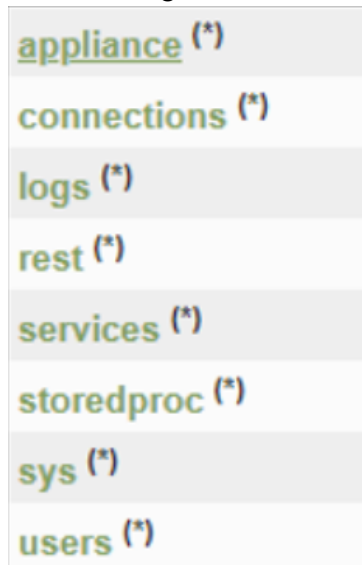 appliance (*)
connections (*)
logs (*)
rest (*)
services (*)
storedproc (*)
sys (*)
users (*)